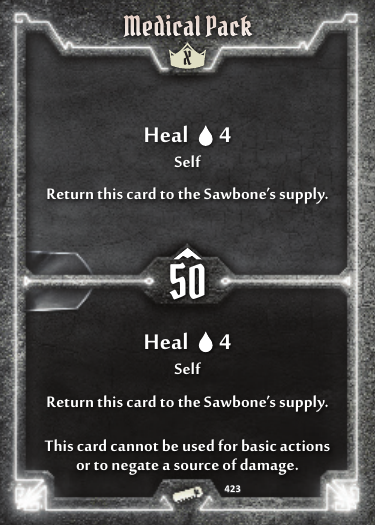 Medical Pack
X
Heal 4
Self
Return this card to the Sawbone's supply.
50
Heal 4
Self
Return this card to the Sawbone's supply.
This card cannot be used for basic actions
or to negate a source of damage.
423